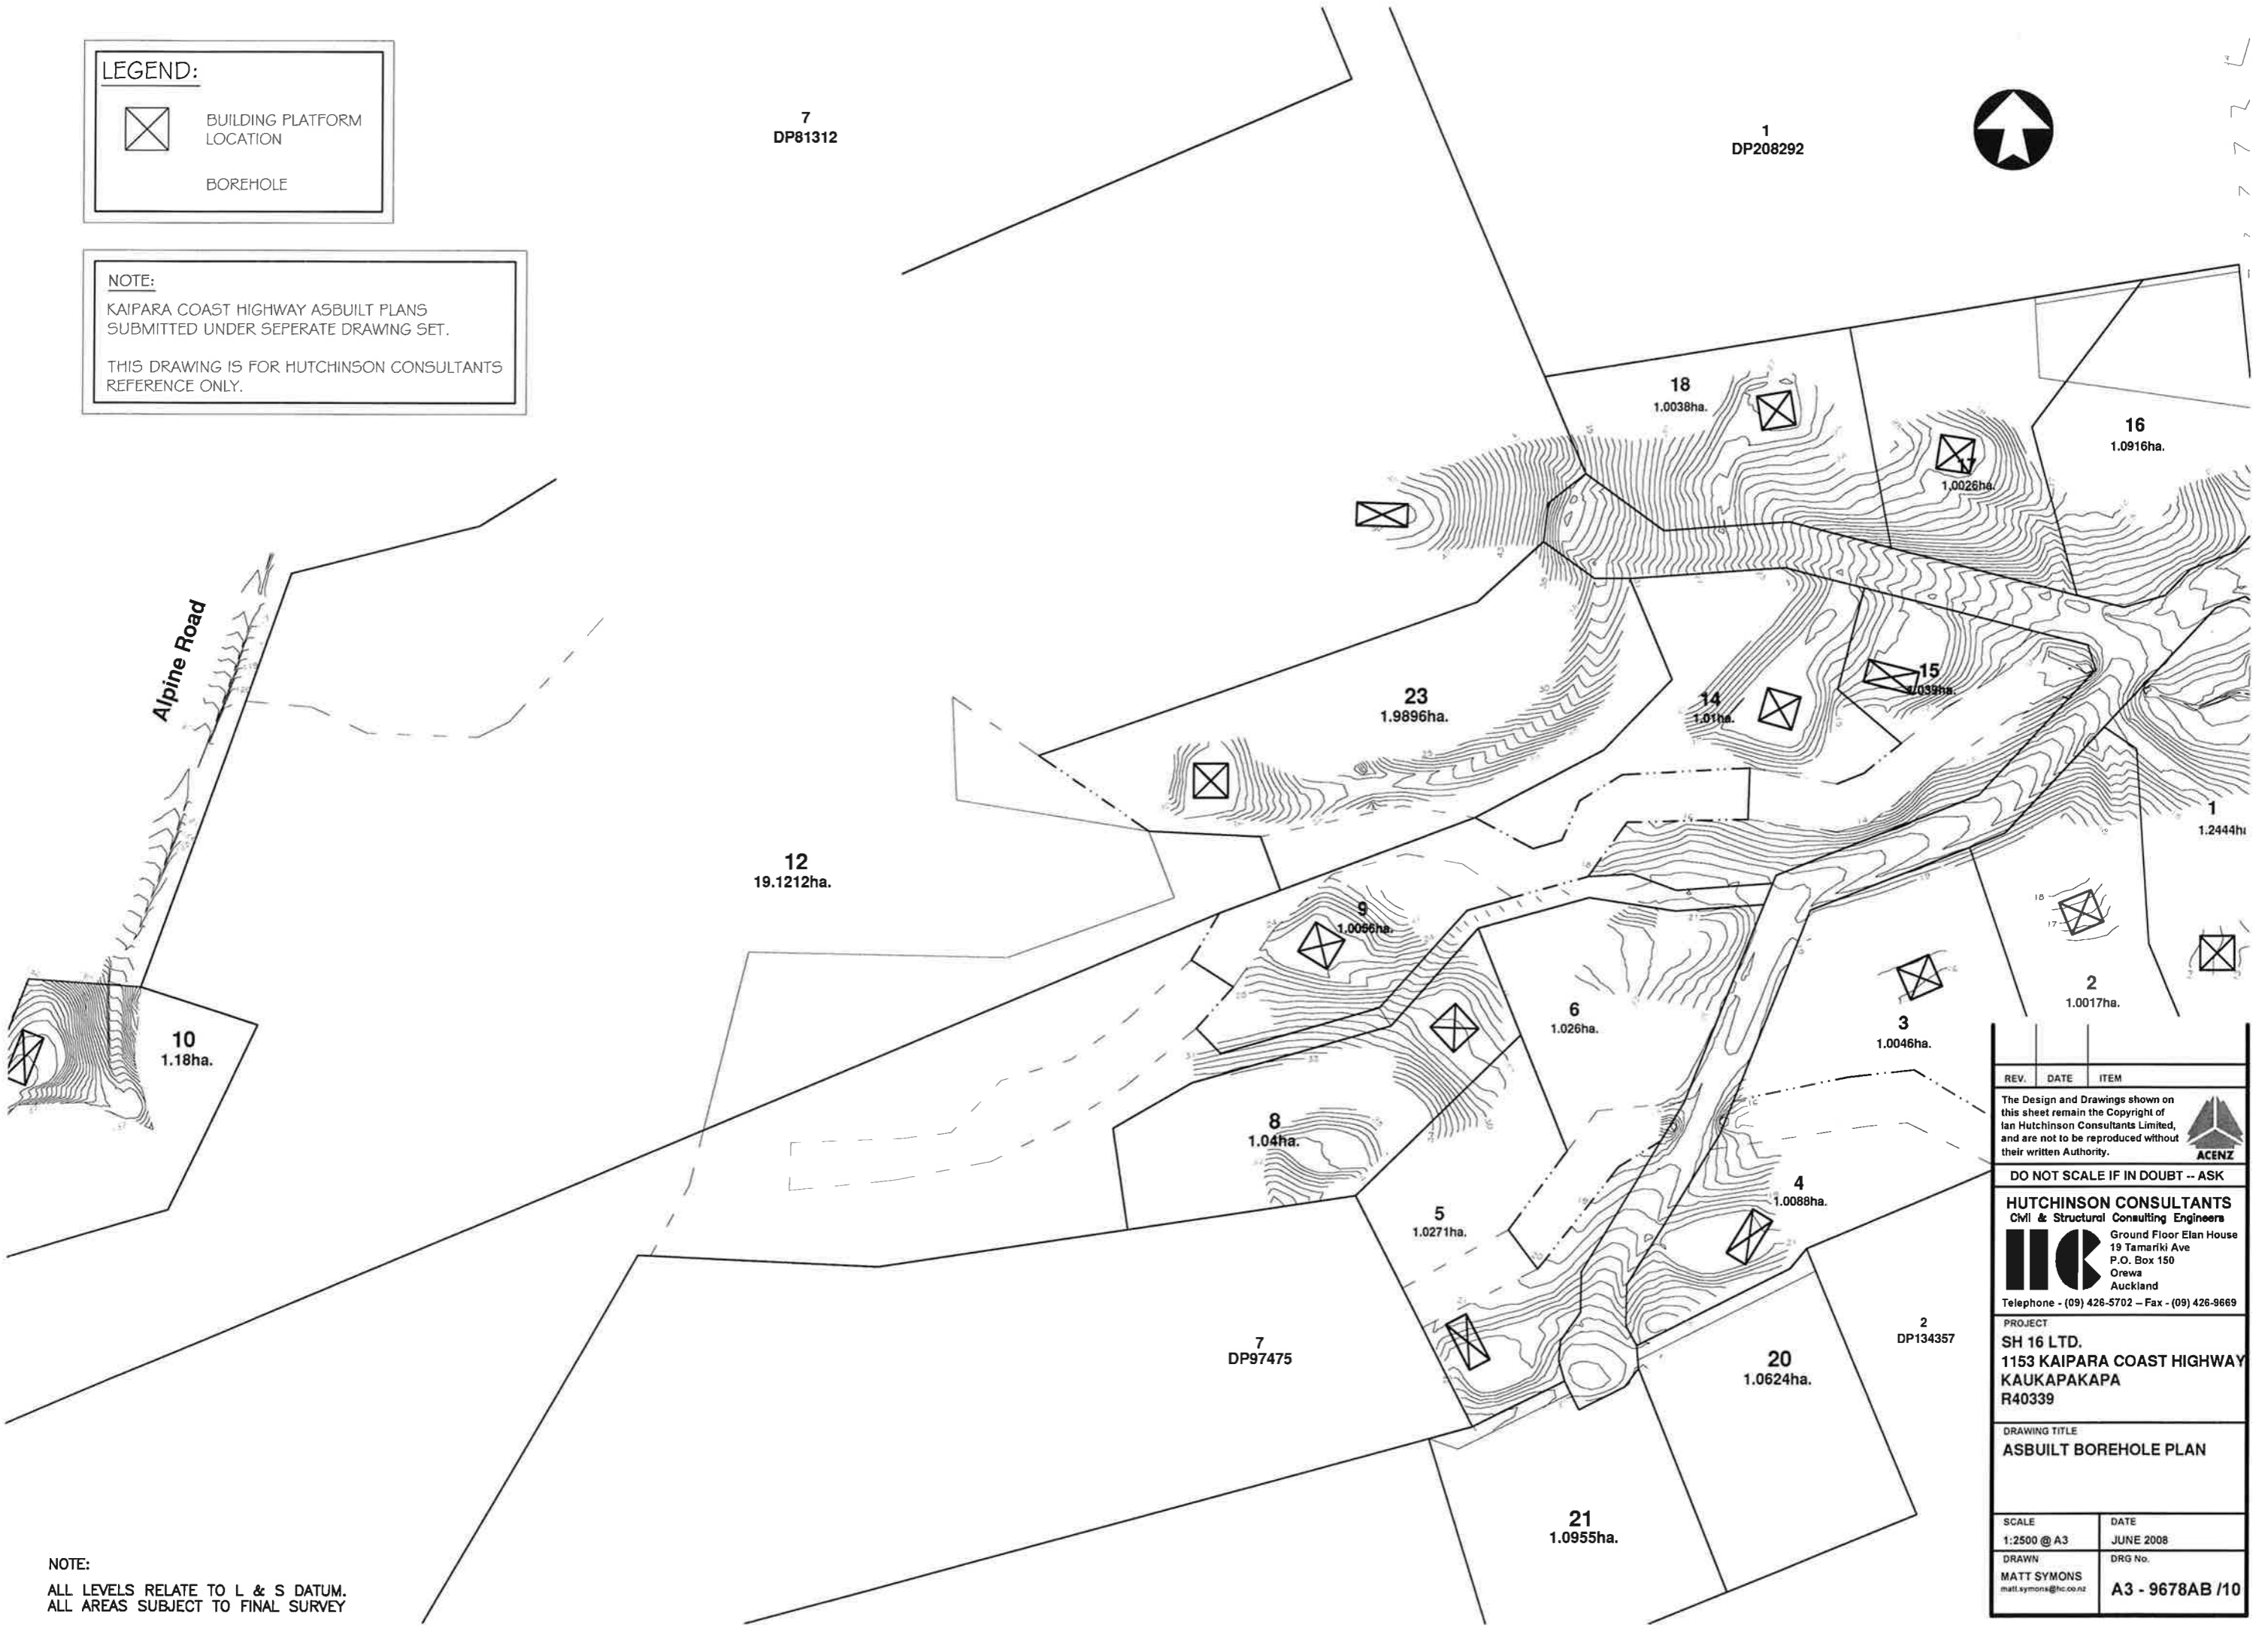 LEGEND:
BUILDING PLATFORM
LOCATION
BOREHOLE
NOTE:
KAIPARA COAST HIGHWAY ASBUILT PLANS
SUBMITTED UNDER SEPERATE DRAWING SET.
THIS DRAWING IS FOR HUTCHINSON CONSULTANTS
REFERENCE ONLY.
7
DP81312
1
DP208292
18
1.0038ha.
17
1.0026ha.
16
1.0916ha.
Alpine Road
23
1.9896ha.
14
1.01ha.
15
1.039ha.
1
1.2444h
12
19.1212ha.
9
1.0056ha.
18
17
2
1.0017ha.
6
1.026ha.
3
1.0046ha.
10
1.18ha.
8
1.04ha.
4
1.0088ha.
5
1.0271ha.
7
DP97475
2
DP134357
20
1.0624ha.
21
1.0955ha.
NOTE:
ALL LEVELS RELATE TO L & S DATUM.
ALL AREAS SUBJECT TO FINAL SURVEY
REV. DATE ITEM
The Design and Drawings shown on
this sheet remain the Copyright of
Ian Hutchinson Consultants Limited,
and are not to be reproduced without
their written Authority.
ACENZ
DO NOT SCALE IF IN DOUBT -- ASK
HUTCHINSON CONSULTANTS
Civil & Structural Consulting Engineers
HC
Ground Floor Elan House
19 Tamariki Ave
P.O. Box 150
Orewa
Auckland
Telephone - (09) 426-5702 -- Fax - (09) 426-9669
PROJECT
SH 16 LTD.
1153 KAIPARA COAST HIGHWAY
KAUKAPAKAPA
R40339
DRAWING TITLE
ASBUILT BOREHOLE PLAN
SCALE
1:2500 @ A3
DATE
JUNE 2008
DRAWN
MATT SYMONS
matt.symons@hc.co.nz
DRG No.
A3 - 9678AB /10